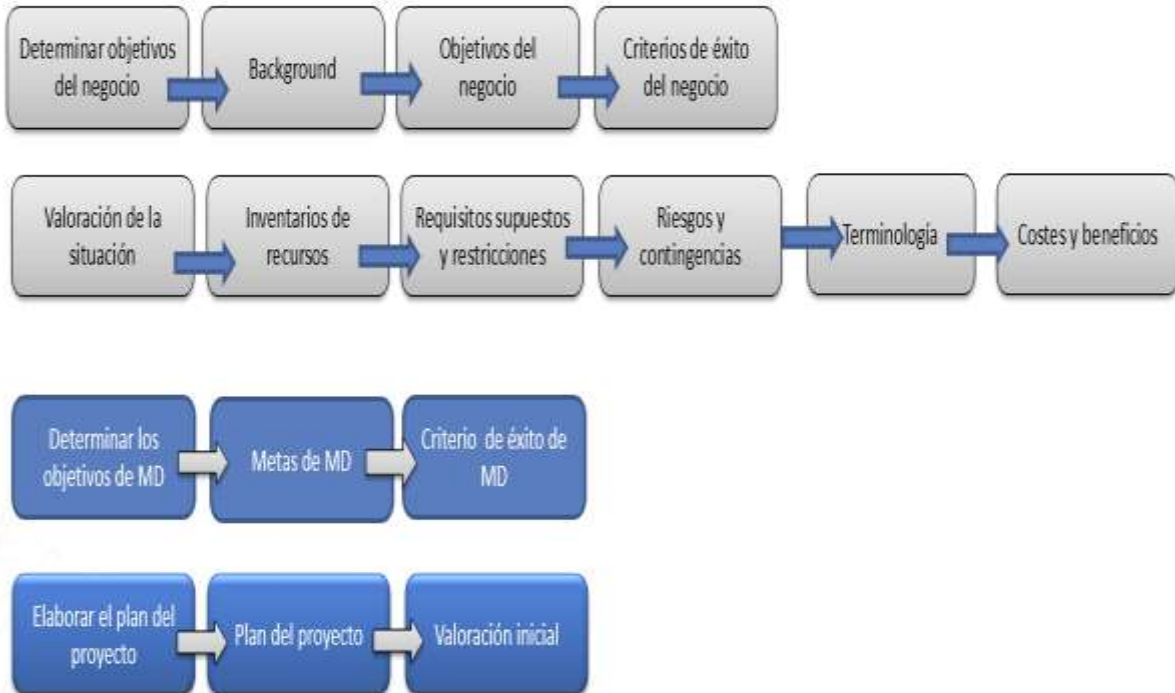 Determinar objetivos
del negocio
Background
Objetivos del
negocio
Criterios de éxito
del negocio
Valoración de la
situación
Inventarios de
recursos
Requisitos supuestos
y restricciones
Riesgos y
contingencias
Terminología
Costes y beneficios
Determinar los
objetivos de MD
Metas de MD
Criterio de éxito de
MD
Elaborar el plan del
proyecto
Plan del proyecto
Valoración inicial